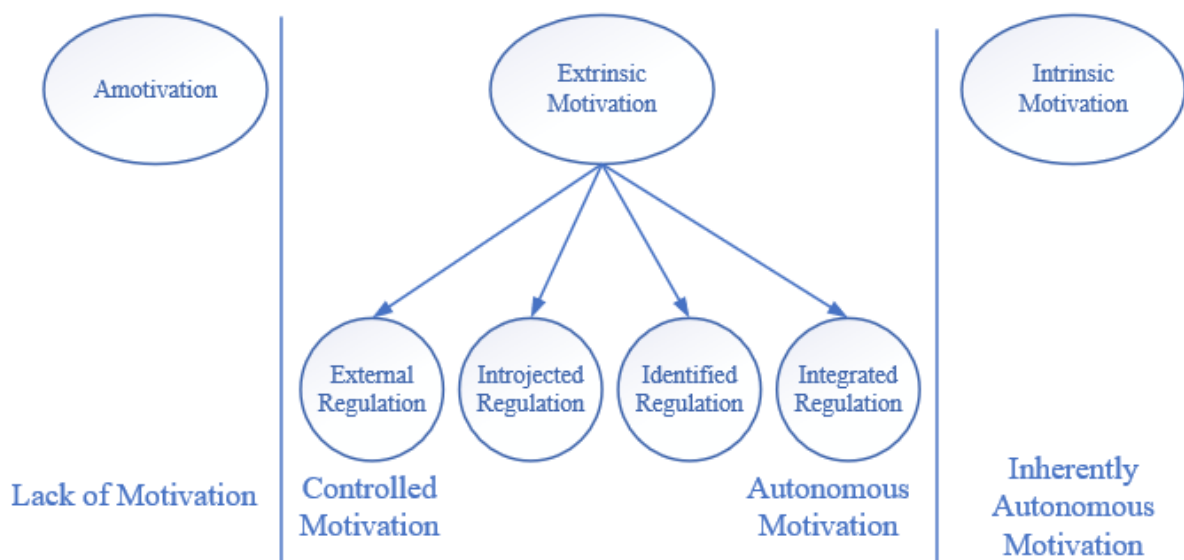 Amotivation
Extrinsic
Motivation
Intrinsic
Motivation
External
Regulation
Introjected
Regulation
Identified
Regulation
Integrated
Regulation
Lack of Motivation
Controlled
Motivation
Autonomous
Motivation
Inherently
Autonomous
Motivation